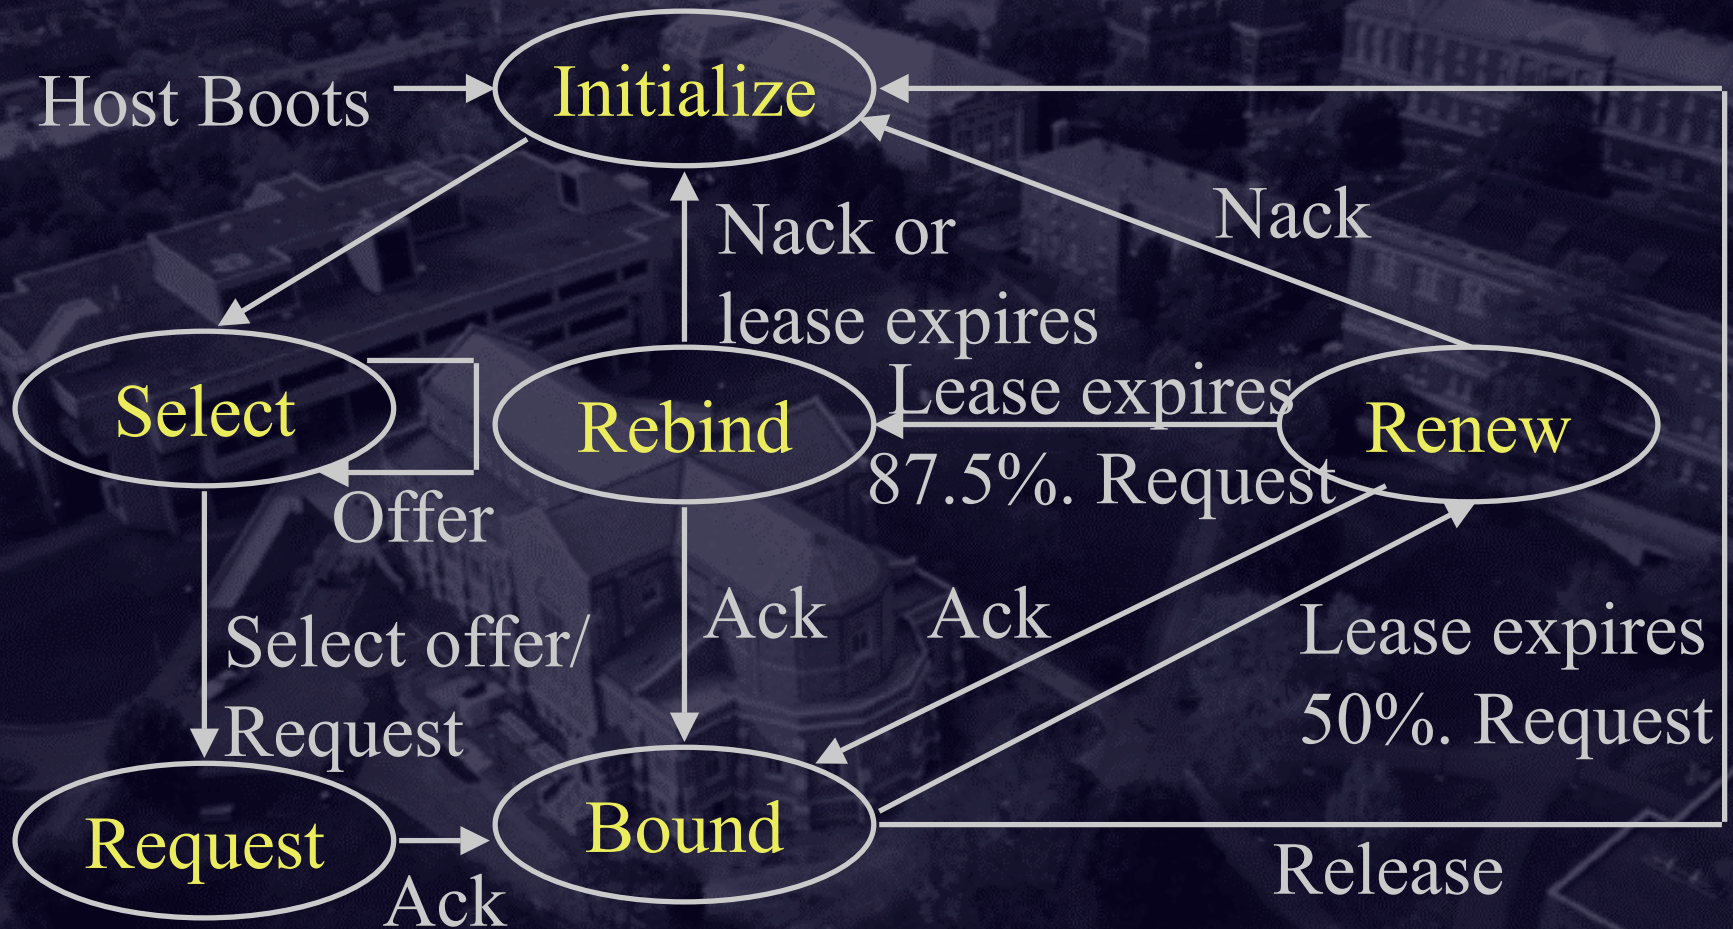 Host Boots
Initialize
Nack or
lease expires
Nack
Select
Offer
Rebind
Lease expires
87.5%. Request
Renew
Select offer/
Request
Ack
Ack
Lease expires
50%. Request
Request
Ack
Bound
Release